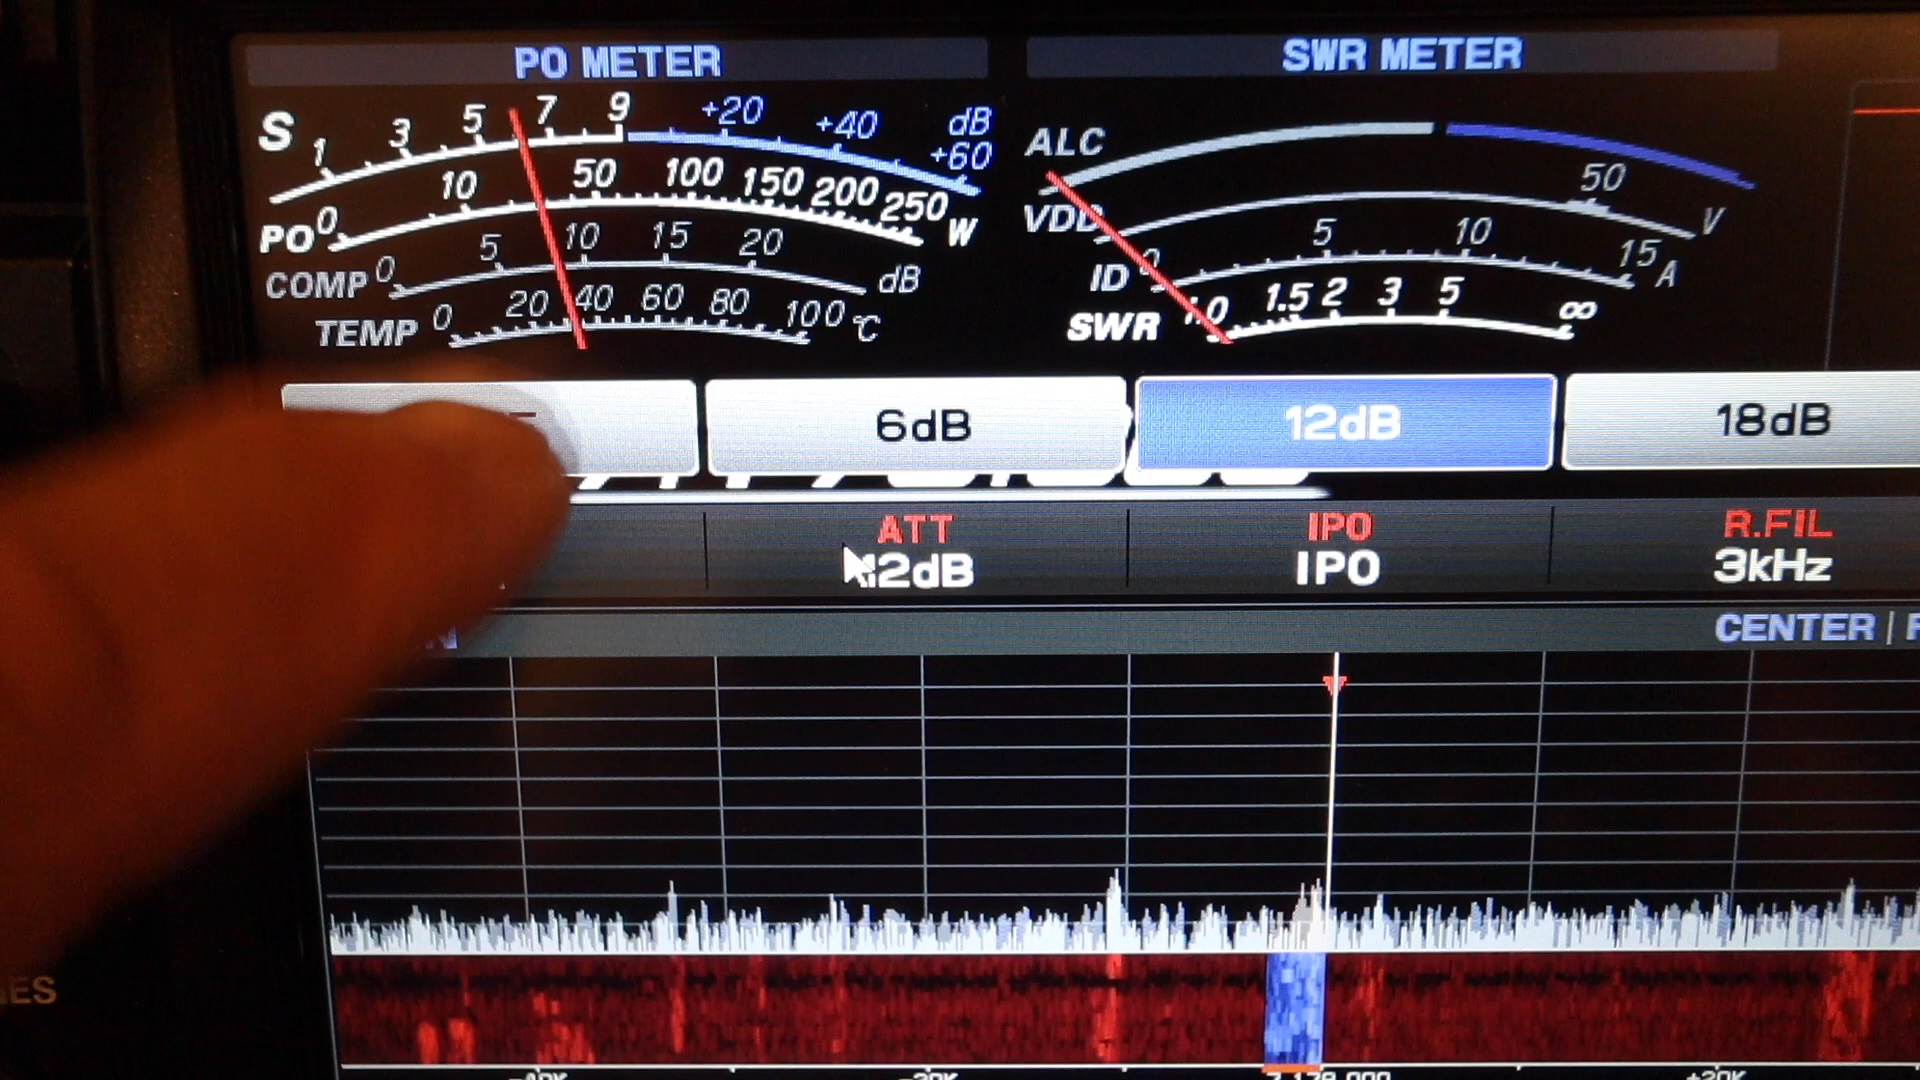 PO METER
SWR METER
S 1 3 5 7 9 +20 +40 +60 dB
PO 0 10 50 100 150 200 250 W
COMP 0 5 10 15 20 dB
TEMP 0 20 40 60 80 100 °C
ALC
VDD 50 V
ID 0 5 10 15 A
SWR 1.0 1.5 2 3 5 ∞
6dB 12dB 18dB
ATT IPO R.FIL
12dB IPO 3kHz
CENTER |